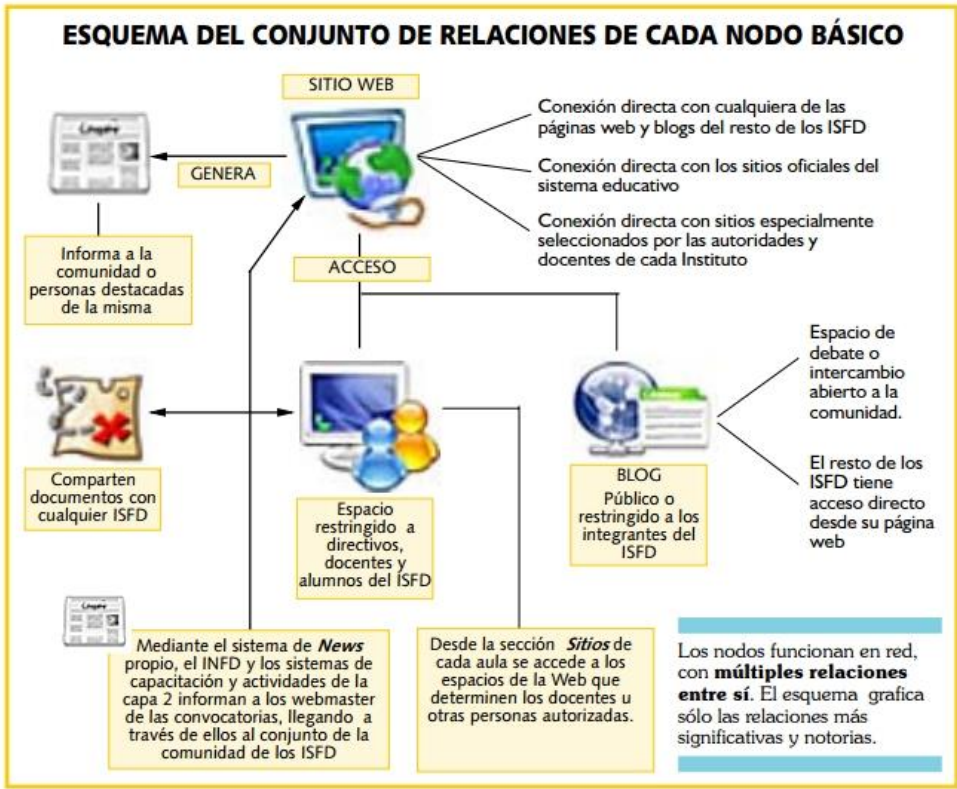 ESQUEMA DEL CONJUNTO DE RELACIONES DE CADA NODO BÁSICO
SITIO WEB
Conexión directa con cualquiera de las
páginas web y blogs del resto de los ISFD
GENERA
Conexión directa con los sitios oficiales del
sistema educativo
Conexión directa con sitios especialmente
seleccionados por las autoridades y
docentes de cada Instituto
Informa a la
comunidad o
personas destacadas
de la misma
ACCESO
Espacio de
debate o
intercambio
abierto a la
comunidad.
Comparten
documentos con
cualquier ISFD
Espacio
restringido a
directivos,
docentes y
alumnos del ISFD
BLOG
Público o
restringido a los
integrantes del
ISFD
El resto de los
ISFD tiene
acceso directo
desde su página
web
Mediante el sistema de News
propio, el INFD y los sistemas de
capacitación y actividades de la
capa 2 informan a los webmaster
de las convocatorias, llegando a
través de ellos al conjunto de la
comunidad de los ISFD
Desde la sección Sitios de
cada aula se accede a los
espacios de la Web que
determinen los docentes u
otras personas autorizadas.
Los nodos funcionan en red,
con múltiples relaciones
entre sí. El esquema grafica
sólo las relaciones más
significativas y notorias.